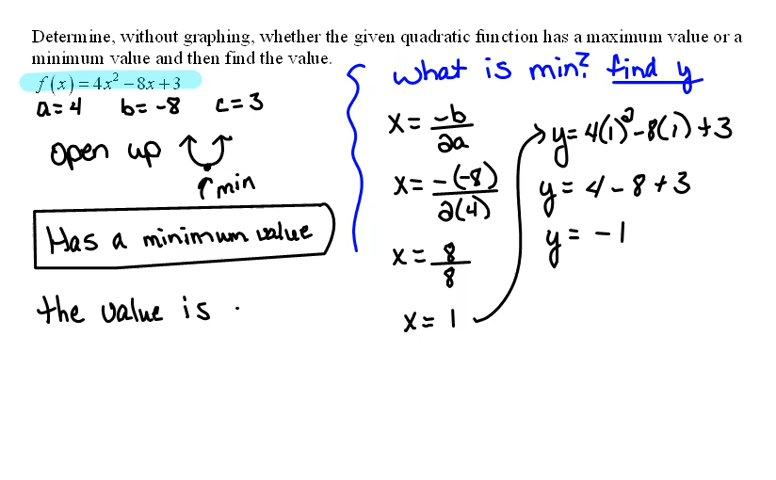 Determine, without graphing, whether the given quadratic function has a maximum value or a
minimum value and then find the value.
f(x) = 4x² − 8x + 3
a = 4 b = -8 c = 3
open up
min
Has a minimum value
the value is .
What is min? find y
x = -b/2a
x = -(-8)/2(4)
x = 8/8
x = 1
y = 4(1)² - 8(1) + 3
y = 4 - 8 + 3
y = -1